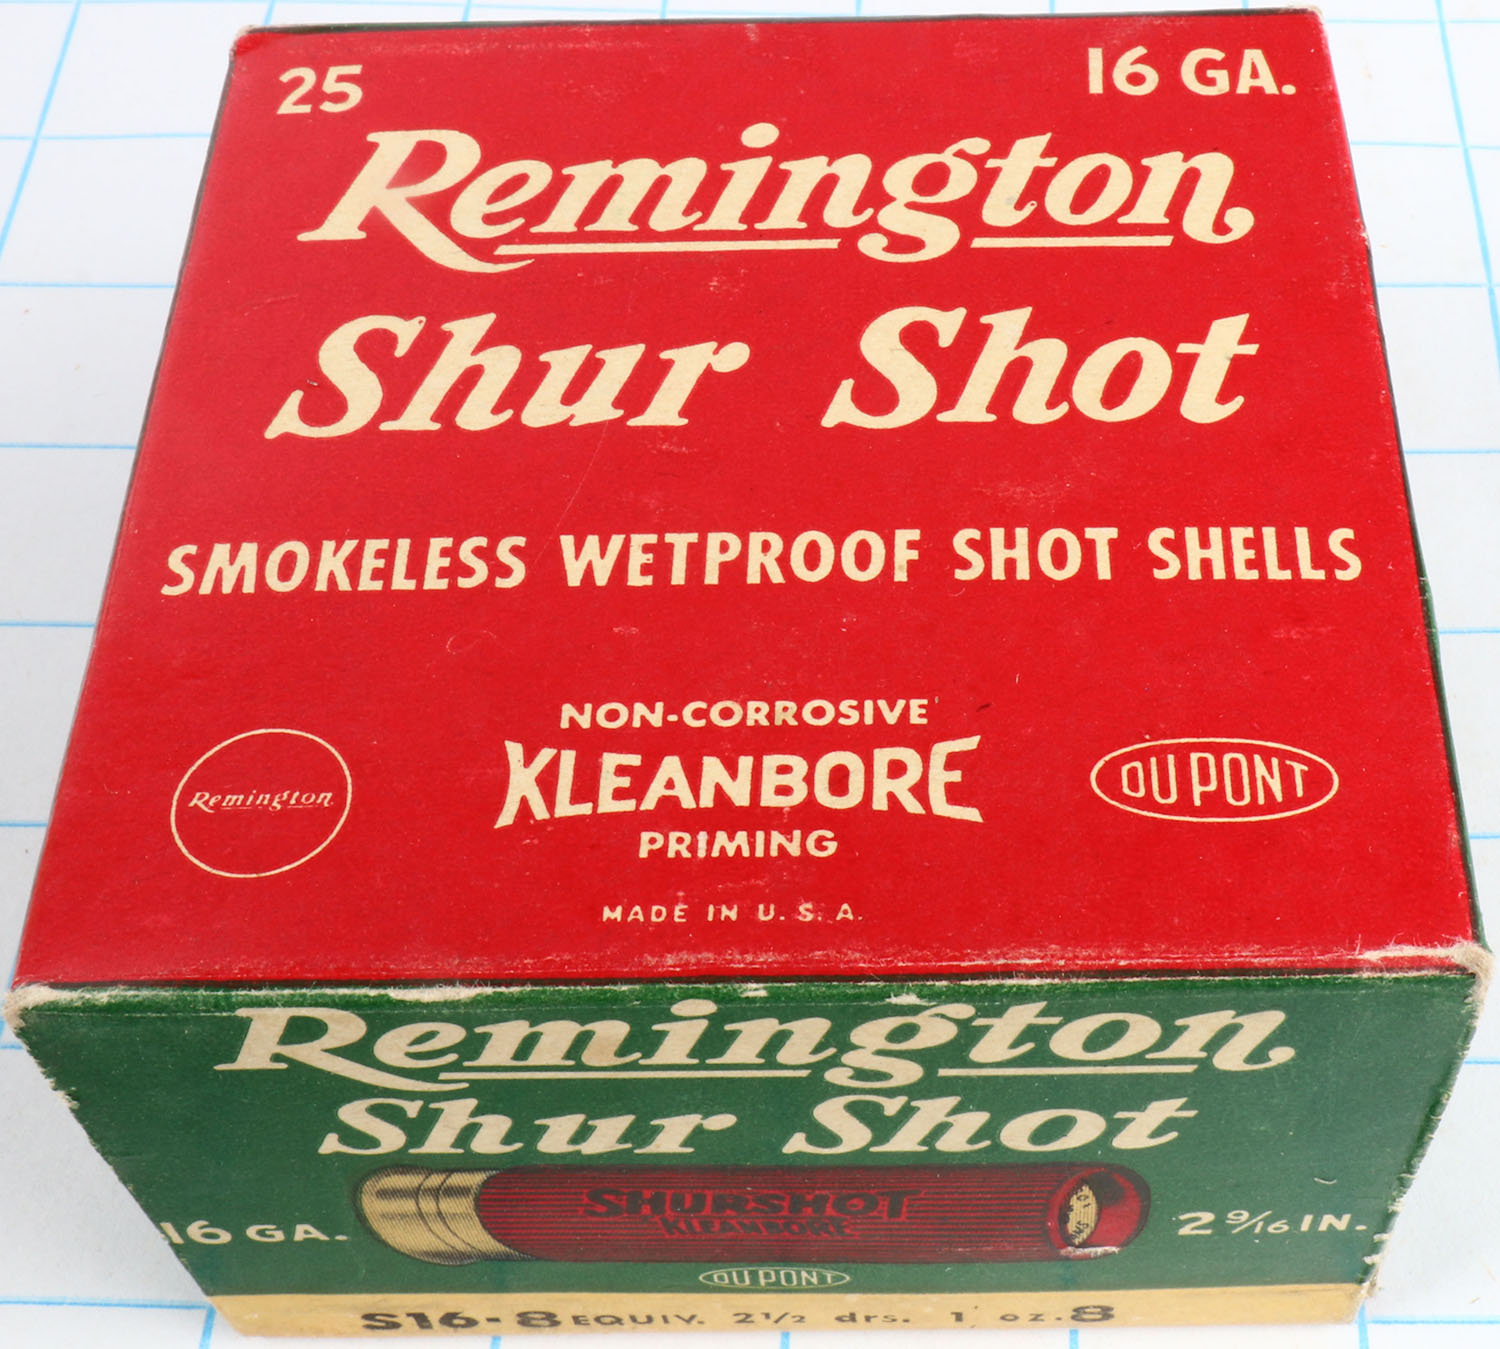 25 16 GA.
Remington
Shur Shot
SMOKELESS WETPROOF SHOT SHELLS
NON-CORROSIVE
KLEANBORE
PRIMING
Remington
DU PONT
MADE IN U. S. A.
Remington
Shur Shot
SHURSHOT
KLEANBORE
16 GA.
2 9/16 IN.
DU PONT
S16-8 EQUIV. 2 1/2 drs. 1 oz. 8